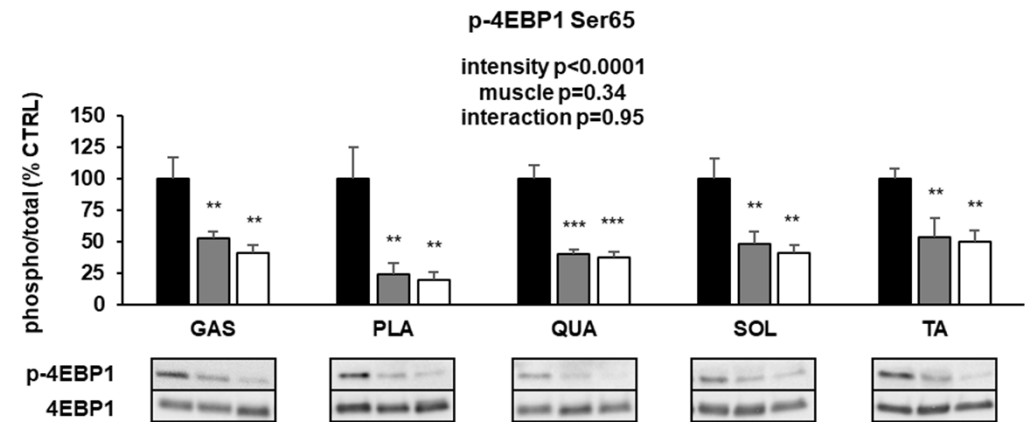 p-4EBP1 Ser65
intensity p<0.0001
muscle p=0.34
interaction p=0.95
phospho/total (% CTRL)
150
125
100
75
50
25
0
** ** ** ** *** *** ** ** ** **
GAS PLA QUA SOL TA
p-4EBP1
4EBP1